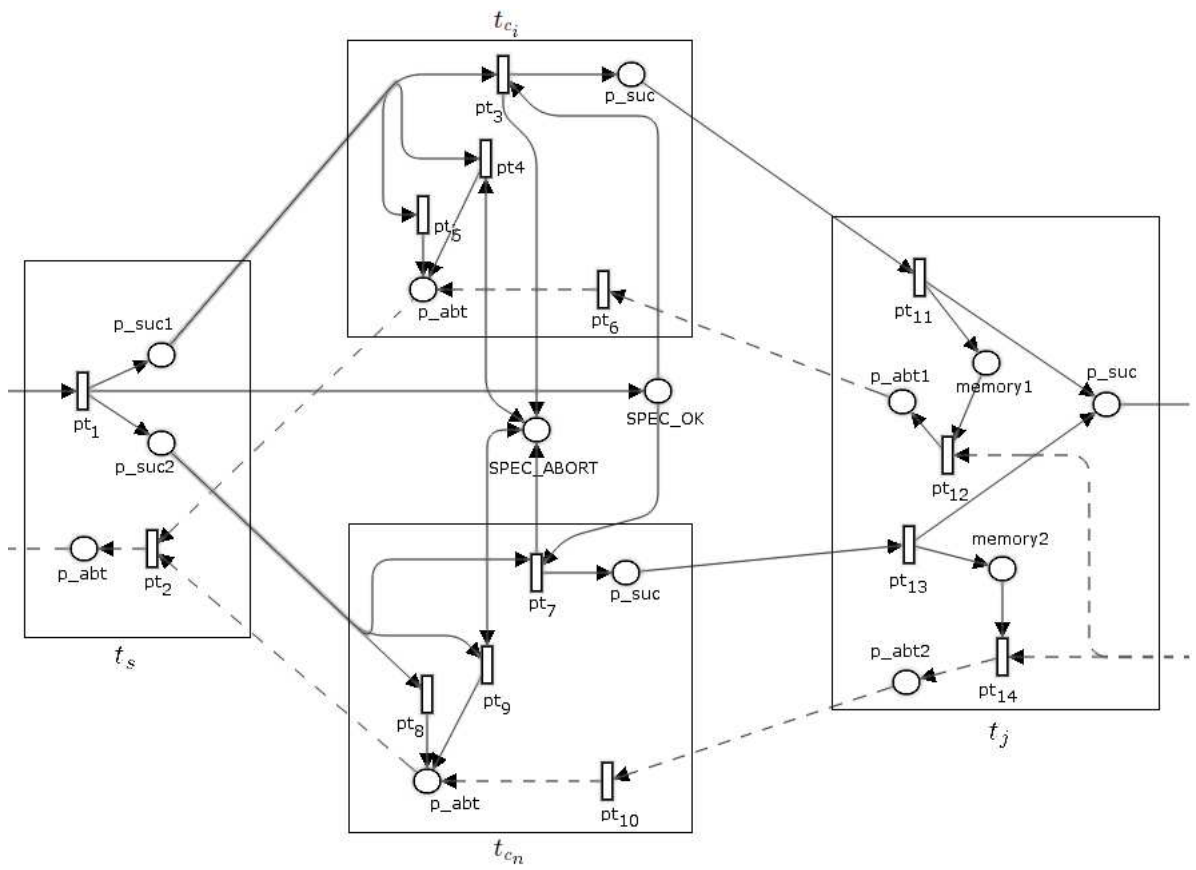 t_{c_i}
p_suc
pt_3
pt4
pt_5
p_abt
pt_6
p_suc1
pt_1
p_suc2
p_abt
pt_2
t_s
SPEC_OK
SPEC_ABORT
pt_11
memory1
p_abt1
p_suc
pt_12
pt_13
memory2
p_abt2
pt_14
t_j
pt_7
p_suc
pt_9
pt_8
p_abt
pt_10
t_{c_n}